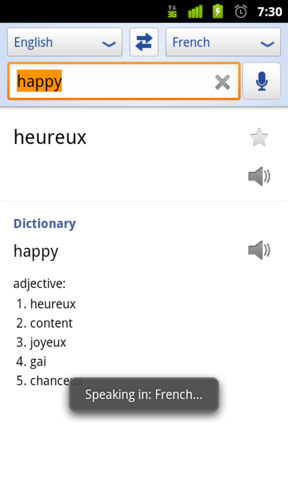 3G 7:30
English French
happy
heureux
Dictionary
happy
adjective:
1. heureux
2. content
3. joyeux
4. gai
5. chanceux
Speaking in: French...